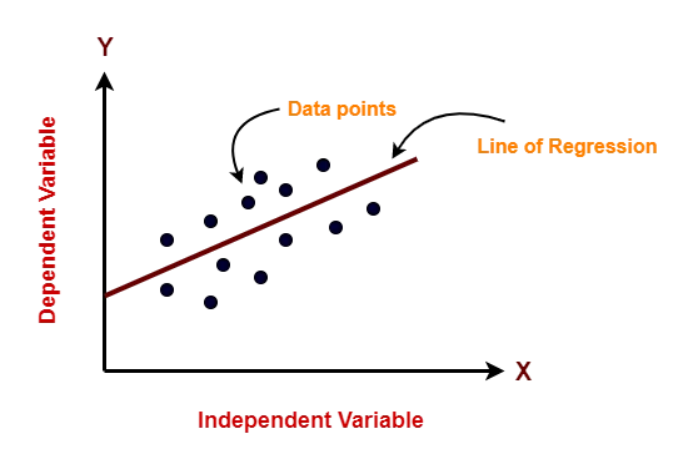 Y
Data points
Line of Regression
Dependent Variable
X
Independent Variable